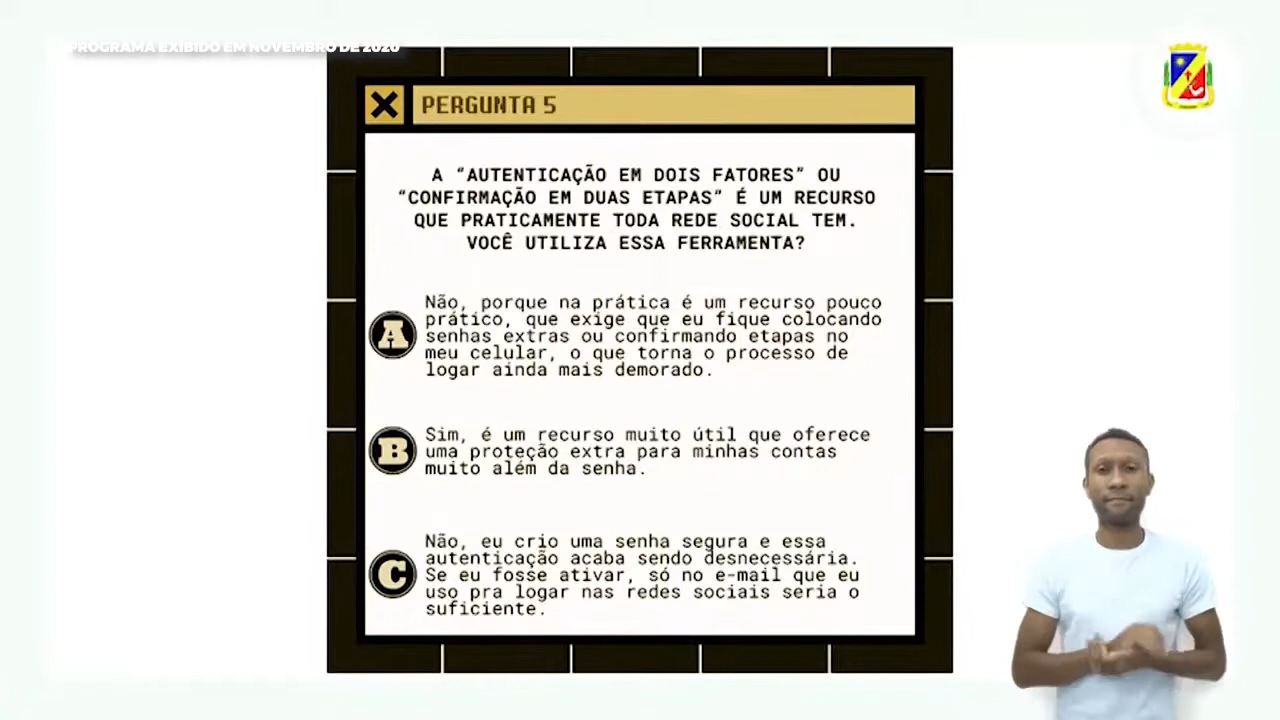 PROGRAMA EXIBIDO EM NOVEMBRO DE 2020
PERGUNTA 5
A “AUTENTICAÇÃO EM DOIS FATORES” OU
“CONFIRMAÇÃO EM DUAS ETAPAS” É UM RECURSO
QUE PRATICAMENTE TODA REDE SOCIAL TEM.
VOCÊ UTILIZA ESSA FERRAMENTA?
A
Não, porque na prática é um recurso pouco
prático, que exige que eu fique colocando
senhas extras ou confirmando etapas no
meu celular, o que torna o processo de
logar ainda mais demorado.
B
Sim, é um recurso muito útil que oferece
uma proteção extra para minhas contas
muito além da senha.
C
Não, eu crio uma senha segura e essa
autenticação acaba sendo desnecessária.
Se eu fosse ativar, só no e-mail que eu
uso pra logar nas redes sociais seria o
suficiente.